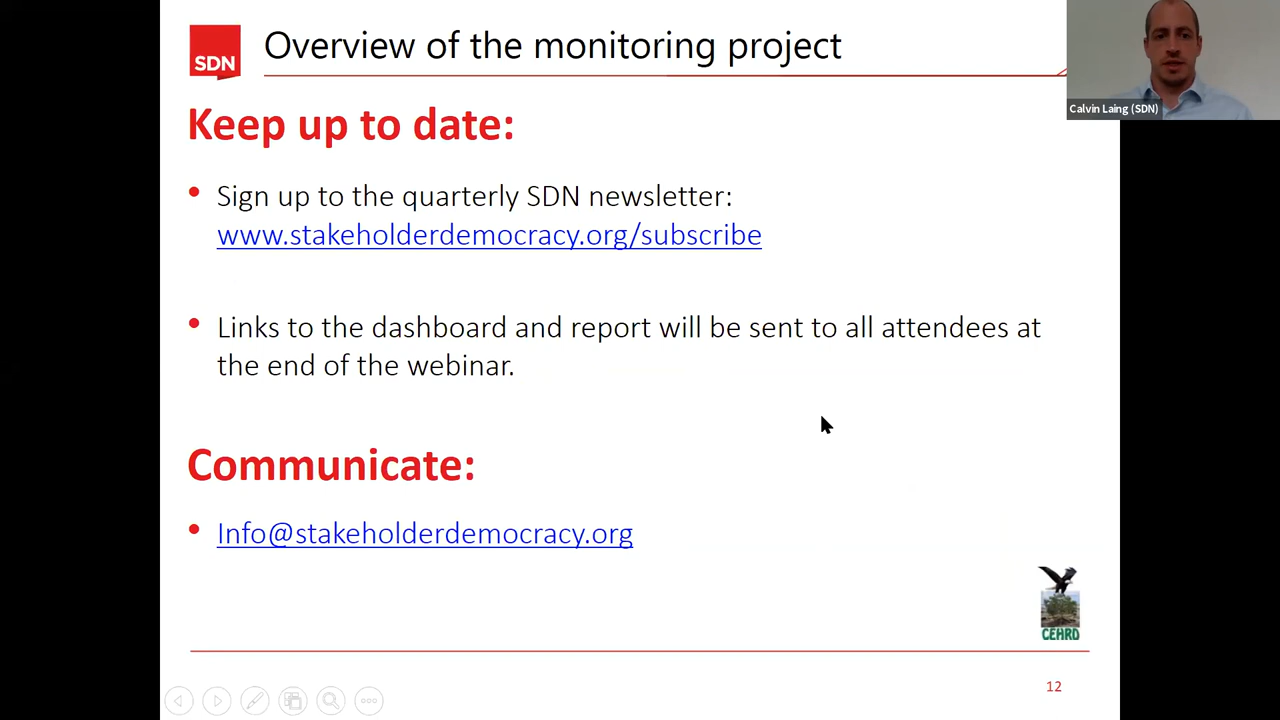 SDN
Overview of the monitoring project
Calvin Laing (SDN)
Keep up to date:
• Sign up to the quarterly SDN newsletter:
www.stakeholderdemocracy.org/subscribe
• Links to the dashboard and report will be sent to all attendees at
the end of the webinar.
Communicate:
• Info@stakeholderdemocracy.org
CEHRD
12